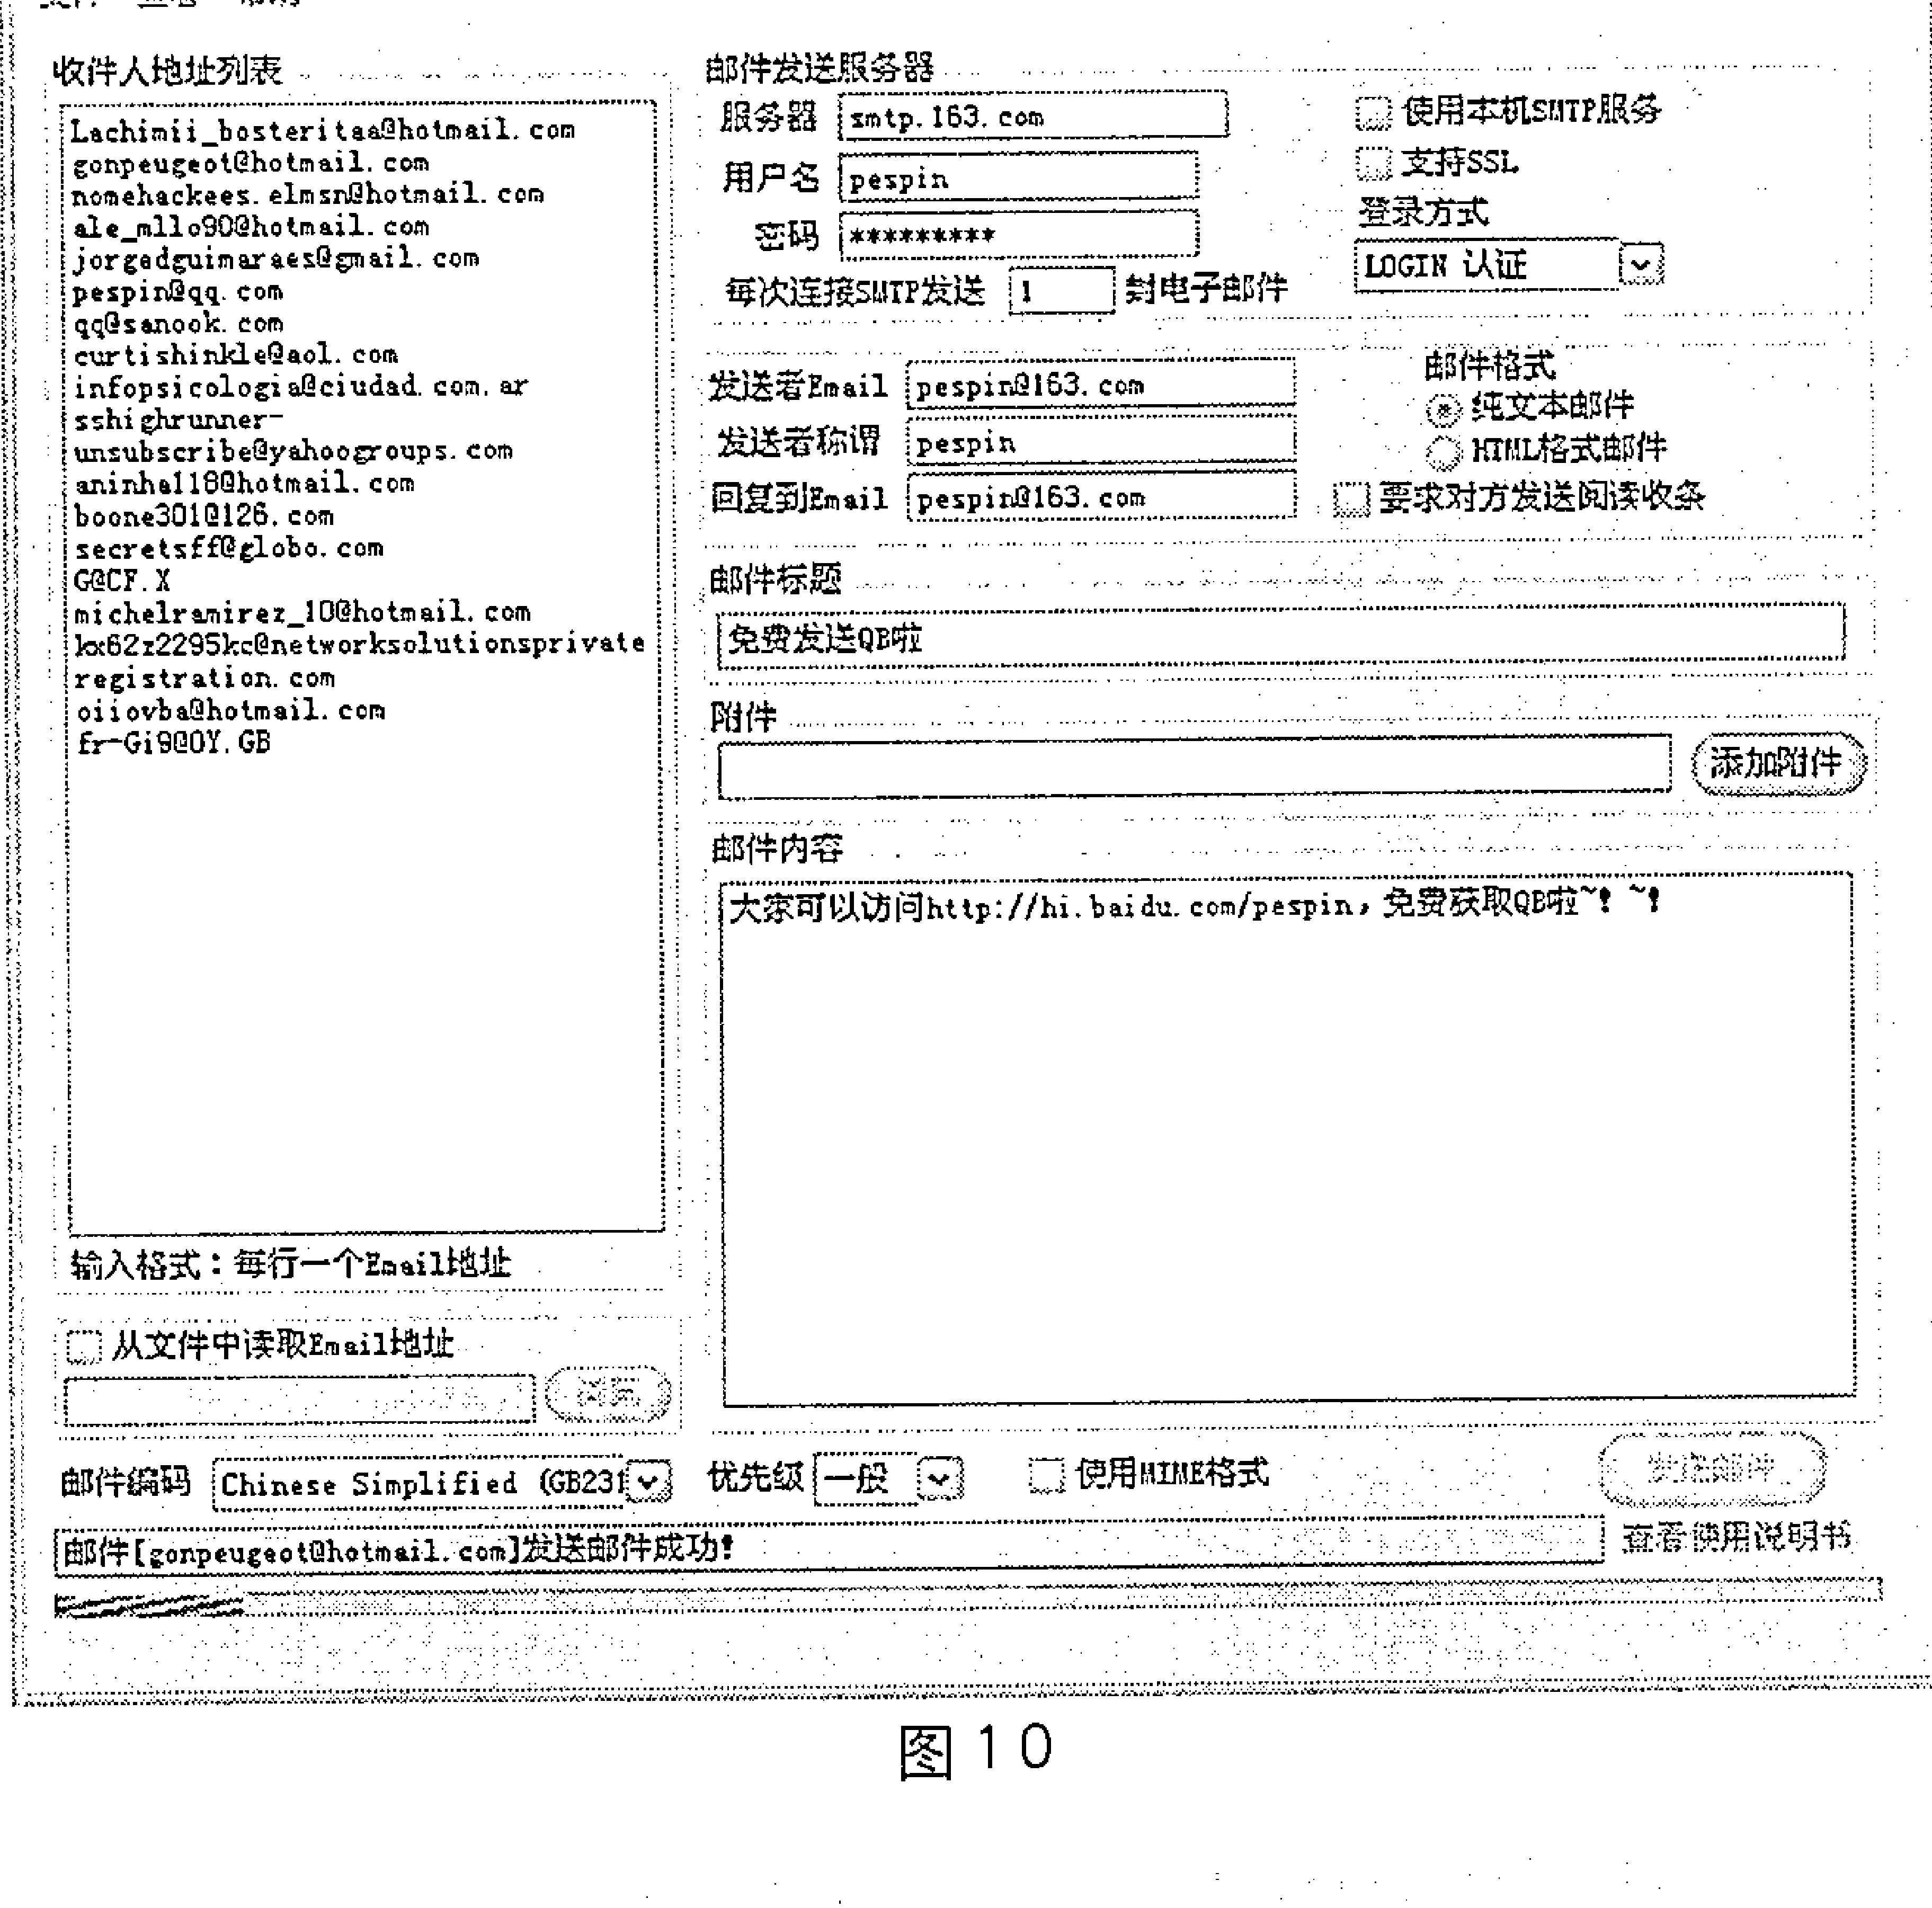 收件人地址列表
Lachimii_bosteritaa@hotmail.com
gonpeugeot@hotmail.com
nomehackees.elmsn@hotmail.com
ale_mllo90@hotmail.com
jorgedguimaraes@gmail.com
pespin@qq.com
qq@sanook.com
curtishinkle@aol.com
infopsicologia@ciudad.com.ar
sshighrunner-
unsubscribe@yahoogroups.com
aninha118@hotmail.com
boone301@126.com
secretsff@globo.com
G@CF.X
michelramirez_10@hotmail.com
kx62z2295kc@networksolutionsprivate
registration.com
oiiovba@hotmail.com
fr-Gi9@OY.GB
输入格式：每行一个Email地址
从文件中读取Email地址
邮件发送服务器
服务器 smtp.163.com
用户名 pespin
密码 *********
每次连接SMTP发送 1 封电子邮件
使用本机SMTP服务
支持SSL
登录方式
LOGIN 认证
发送者Email pespin@163.com
发送者称谓 pespin
回复到Email pespin@163.com
邮件格式
纯文本邮件
HTML格式邮件
要求对方发送阅读收条
邮件标题
免费发送QB啦
附件
添加附件
邮件内容
大家可以访问http://hi.baidu.com/pespin，免费获取QB啦~！~！
邮件编码 Chinese Simplified (GB231 优先级 一般 使用MIME格式 发送邮件
邮件[gonpeugeot@hotmail.com]发送邮件成功! 查看使用说明书
图10